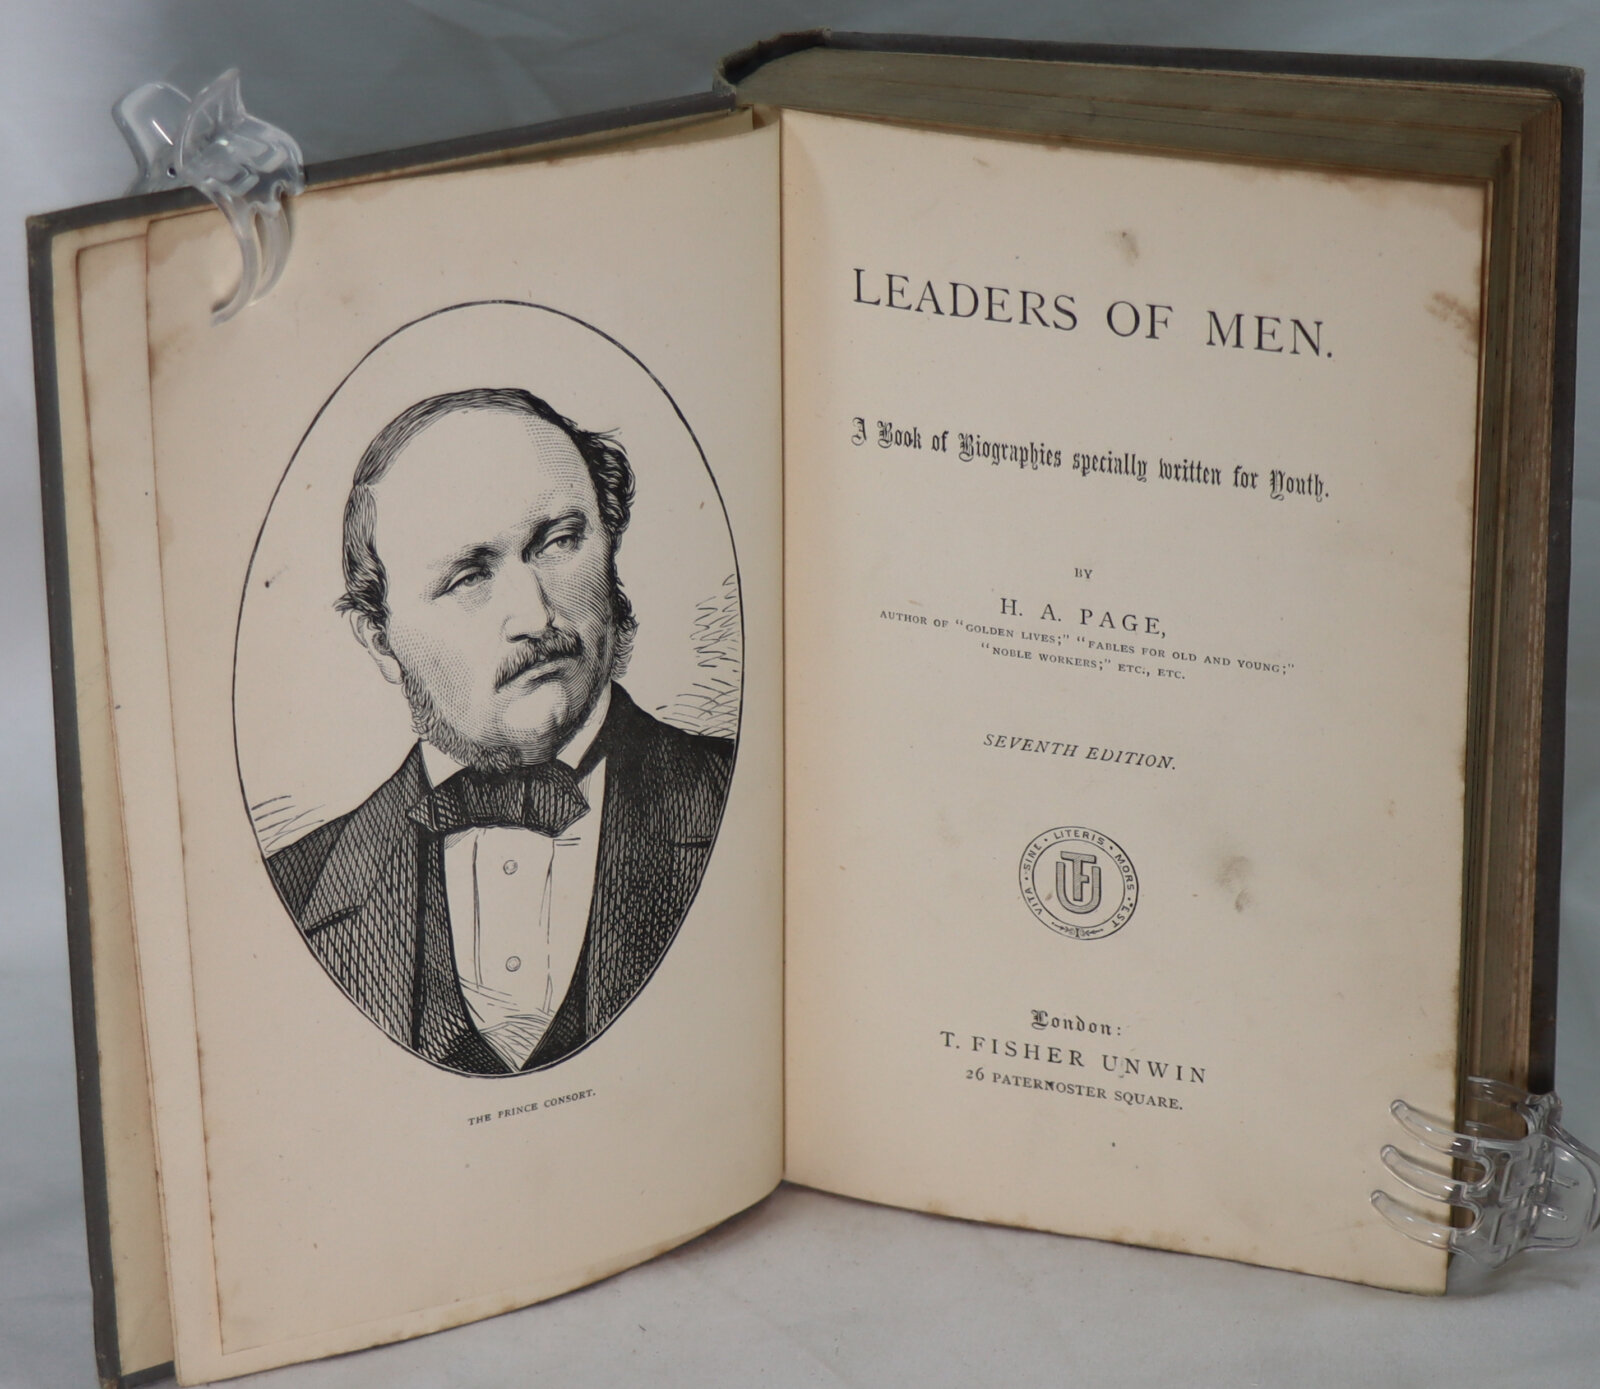 THE PRINCE CONSORT.
LEADERS OF MEN.
A Book of Biographies specially written for Youth.
BY
H. A. PAGE,
AUTHOR OF "GOLDEN LIVES;" "FABLES FOR OLD AND YOUNG;"
"NOBLE WORKERS;" ETC., ETC.
SEVENTH EDITION.
VITA · SINE · LITERIS · MORS · EST
TFU
London:
T. FISHER UNWIN
26 PATERNOSTER SQUARE.